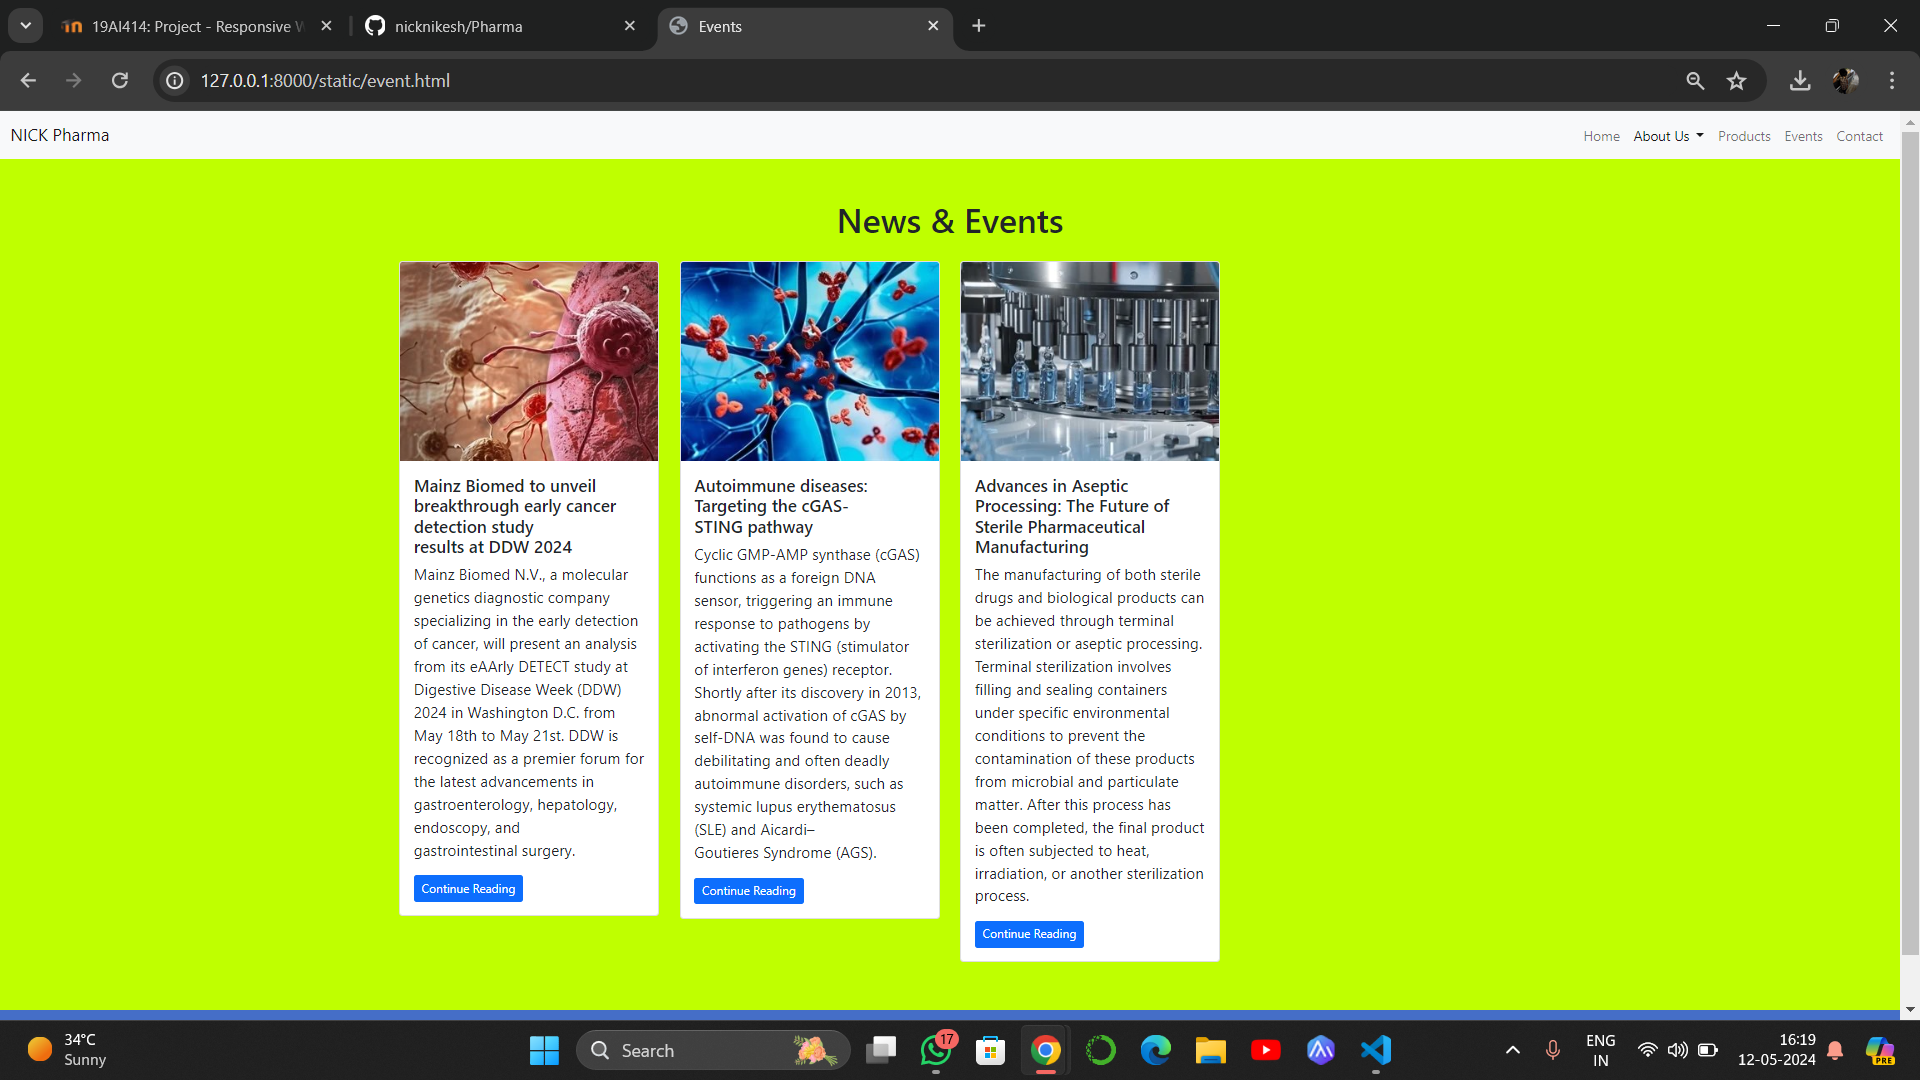 19AI414: Project - Responsive W
nicknikesh/Pharma
Events
127.0.0.1:8000/static/event.html
NICK Pharma
Home
About Us
Products
Events
Contact
News & Events
Mainz Biomed to unveil
breakthrough early cancer
detection study
results at DDW 2024
Mainz Biomed N.V., a molecular
genetics diagnostic company
specializing in the early detection
of cancer, will present an analysis
from its eAArly DETECT study at
Digestive Disease Week (DDW)
2024 in Washington D.C. from
May 18th to May 21st. DDW is
recognized as a premier forum for
the latest advancements in
gastroenterology, hepatology,
endoscopy, and
gastrointestinal surgery.
Continue Reading
Autoimmune diseases:
Targeting the cGAS-
STING pathway
Cyclic GMP-AMP synthase (cGAS)
functions as a foreign DNA
sensor, triggering an immune
response to pathogens by
activating the STING (stimulator
of interferon genes) receptor.
Shortly after its discovery in 2013,
abnormal activation of cGAS by
self-DNA was found to cause
debilitating and often deadly
autoimmune disorders, such as
systemic lupus erythematosus
(SLE) and Aicardi–
Goutieres Syndrome (AGS).
Continue Reading
Advances in Aseptic
Processing: The Future of
Sterile Pharmaceutical
Manufacturing
The manufacturing of both sterile
drugs and biological products can
be achieved through terminal
sterilization or aseptic processing.
Terminal sterilization involves
filling and sealing containers
under specific environmental
conditions to prevent the
contamination of these products
from microbial and particulate
matter. After this process has
been completed, the final product
is often subjected to heat,
irradiation, or another sterilization
process.
Continue Reading
34°C
Sunny
Search
17
ENG
IN
16:19
12-05-2024
PRE